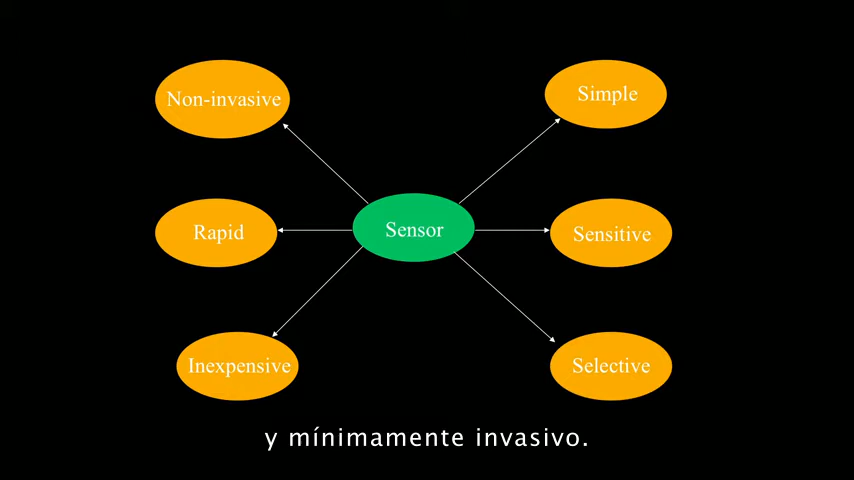 Non-invasive
Simple
Rapid
Sensor
Sensitive
Inexpensive
Selective
y mínimamente invasivo.